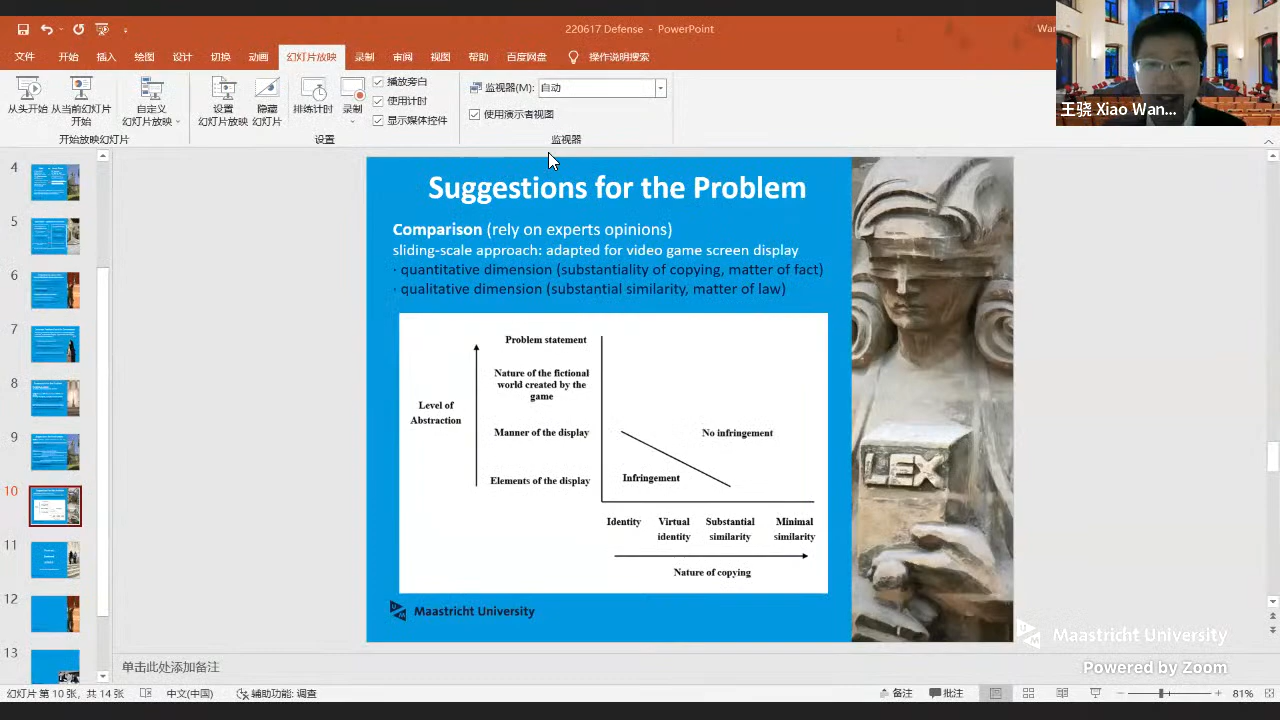 220617 Defense - PowerPoint
文件 开始 插入 绘图 设计 切换 动画 幻灯片放映 录制 审阅 视图 帮助 百度网盘 操作说明搜索
从头开始
从当前幻灯片
开始
自定义
幻灯片放映
开始放映幻灯片
设置
幻灯片放映
隐藏
幻灯片
排练计时
录制
播放旁白
使用计时
显示媒体控件
设置
监视器(M): 自动
使用演示者视图
监视器
王骁 Xiao Wan...
4
5
6
7
8
9
10
11
12
13
Suggestions for the Problem
Comparison (rely on experts opinions)
sliding-scale approach: adapted for video game screen display
· quantitative dimension (substantiality of copying, matter of fact)
· qualitative dimension (substantial similarity, matter of law)
Problem statement
Nature of the fictional
world created by the
game
Level of
Abstraction
Manner of the display
No infringement
Elements of the display
Infringement
Identity
Virtual
identity
Substantial
similarity
Minimal
similarity
Nature of copying
Maastricht University
LEX
Maastricht University
Powered by Zoom
单击此处添加备注
幻灯片 第 10 张，共 14 张 中文(中国) 辅助功能: 调查 备注 批注 81%